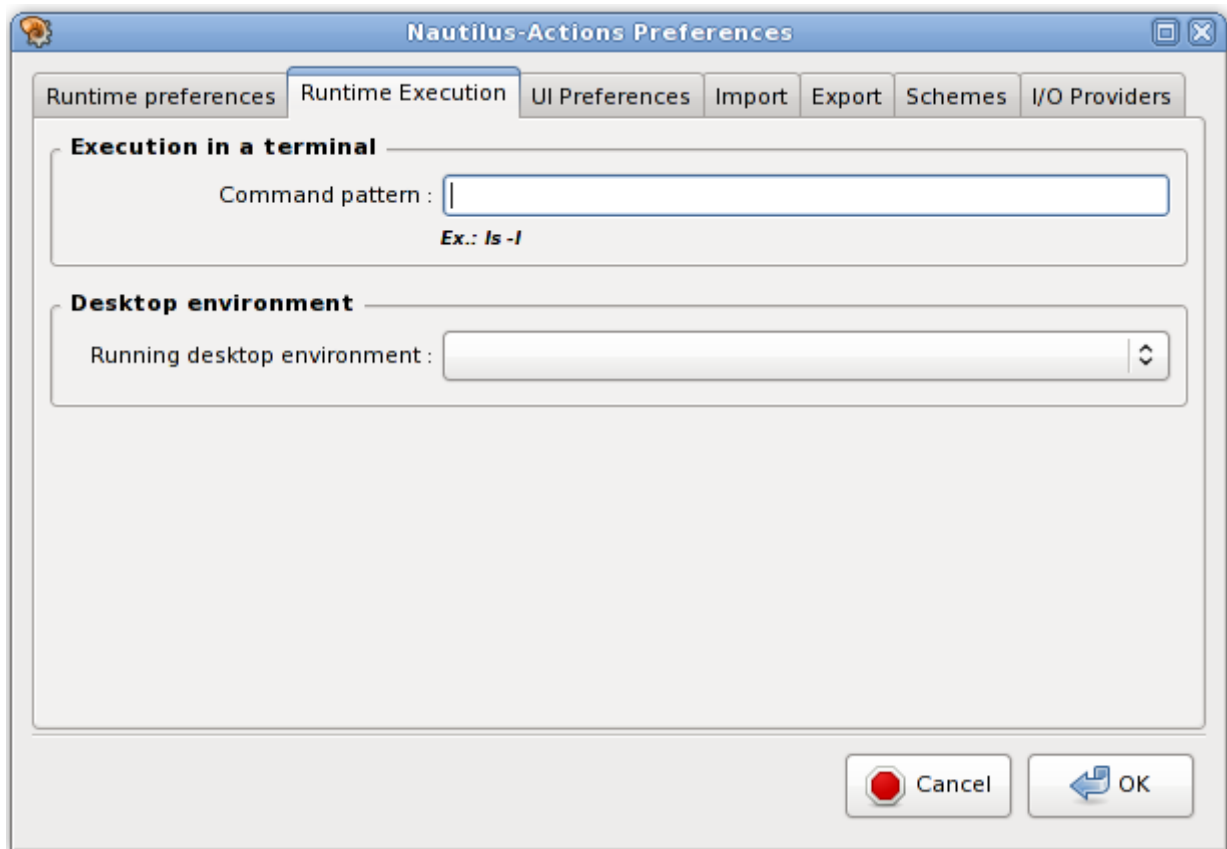 Nautilus-Actions Preferences
Runtime preferences Runtime Execution UI Preferences Import Export Schemes I/O Providers
Execution in a terminal
Command pattern :
Ex.: ls -l
Desktop environment
Running desktop environment :
Cancel OK